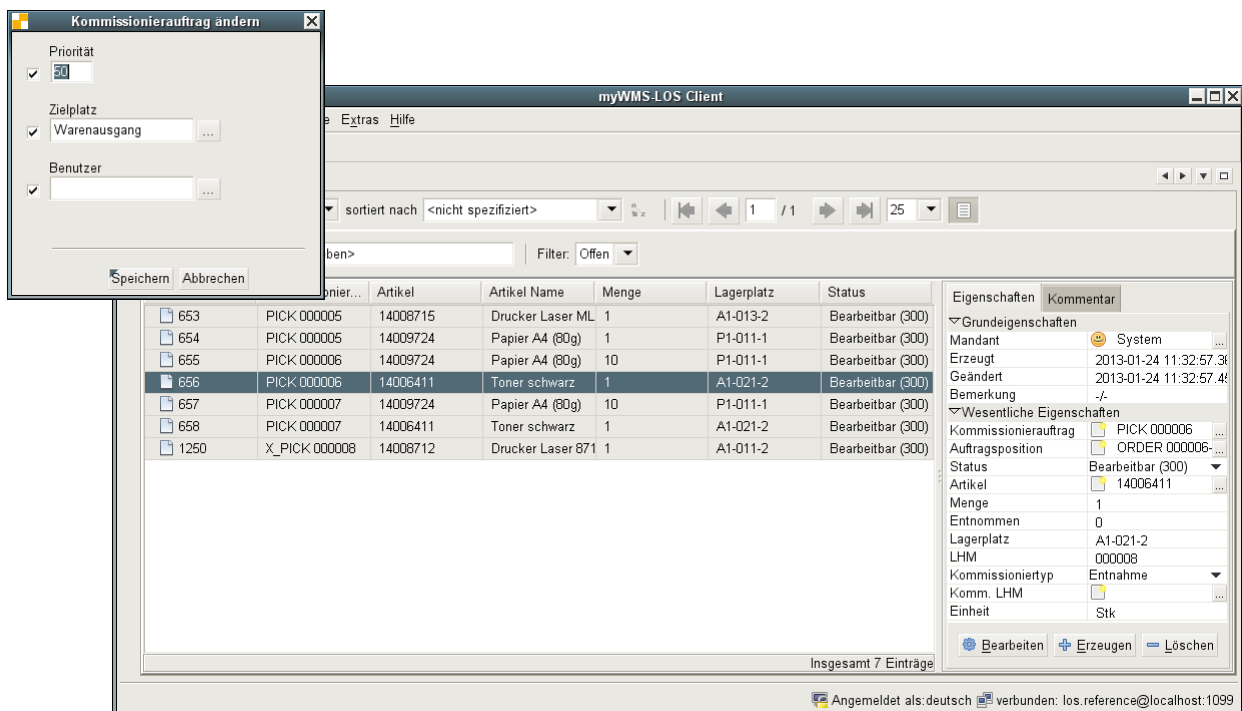 Kommissionierauftrag ändern
Priorität
50
Zielplatz
Warenausgang
...
Benutzer
...
Speichern Abbrechen
myWMS-LOS Client
e Extras Hilfe
sortiert nach <nicht spezifiziert> 1 / 1 25
ben> Filter: Offen
onier... Artikel Artikel Name Menge Lagerplatz Status
653 PICK 000005 14008715 Drucker Laser ML 1 A1-013-2 Bearbeitbar (300)
654 PICK 000005 14009724 Papier A4 (80g) 1 P1-011-1 Bearbeitbar (300)
655 PICK 000006 14009724 Papier A4 (80g) 10 P1-011-1 Bearbeitbar (300)
656 PICK 000006 14006411 Toner schwarz 1 A1-021-2 Bearbeitbar (300)
657 PICK 000007 14009724 Papier A4 (80g) 10 P1-011-1 Bearbeitbar (300)
658 PICK 000007 14006411 Toner schwarz 1 A1-021-2 Bearbeitbar (300)
1250 X_PICK 000008 14008712 Drucker Laser 871 1 A1-011-2 Bearbeitbar (300)
Insgesamt 7 Einträge
Eigenschaften Kommentar
Grundeigenschaften
Mandant System ...
Erzeugt 2013-01-24 11:32:57.36
Geändert 2013-01-24 11:32:57.45
Bemerkung -/-
Wesentliche Eigenschaften
Kommissionierauftrag PICK 000006 ...
Auftragsposition ORDER 000006-...
Status Bearbeitbar (300)
Artikel 14006411 ...
Menge 1
Entnommen 0
Lagerplatz A1-021-2
LHM 000008
Kommissioniertyp Entnahme
Komm. LHM ...
Einheit Stk
Bearbeiten Erzeugen Löschen
Angemeldet als:deutsch verbunden: los.reference@localhost:1099